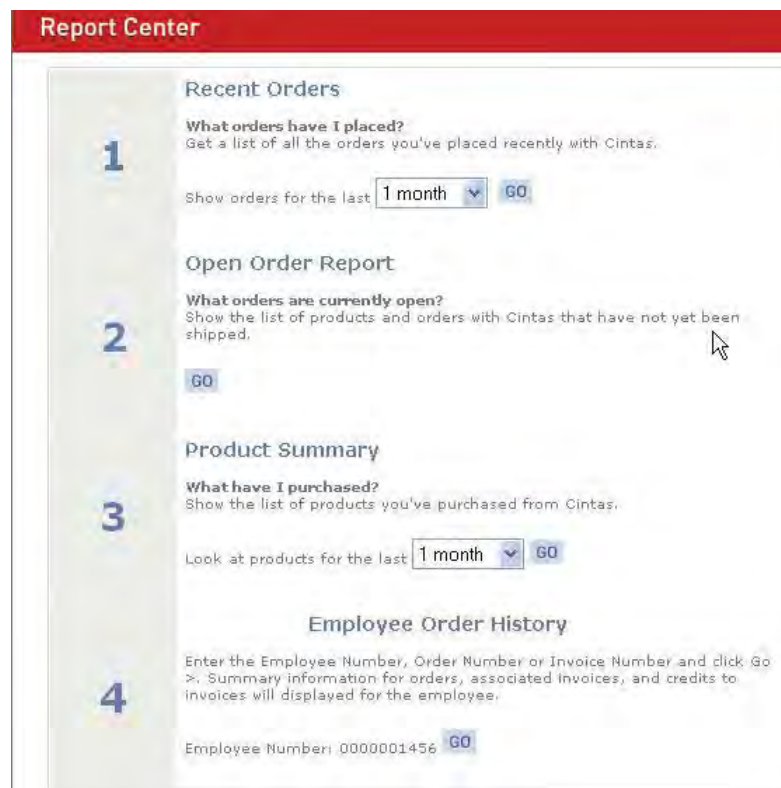 Report Center
Recent Orders
What orders have I placed?
Get a list of all the orders you've placed recently with Cintas.
1
Show orders for the last 1 month GO
Open Order Report
What orders are currently open?
Show the list of products and orders with Cintas that have not yet been
shipped.
2
GO
Product Summary
What have I purchased?
Show the list of products you've purchased from Cintas.
3
Look at products for the last 1 month GO
Employee Order History
Enter the Employee Number, Order Number or Invoice Number and click Go
>. Summary information for orders, associated invoices, and credits to
invoices will displayed for the employee.
4
Employee Number: 0000001456 GO